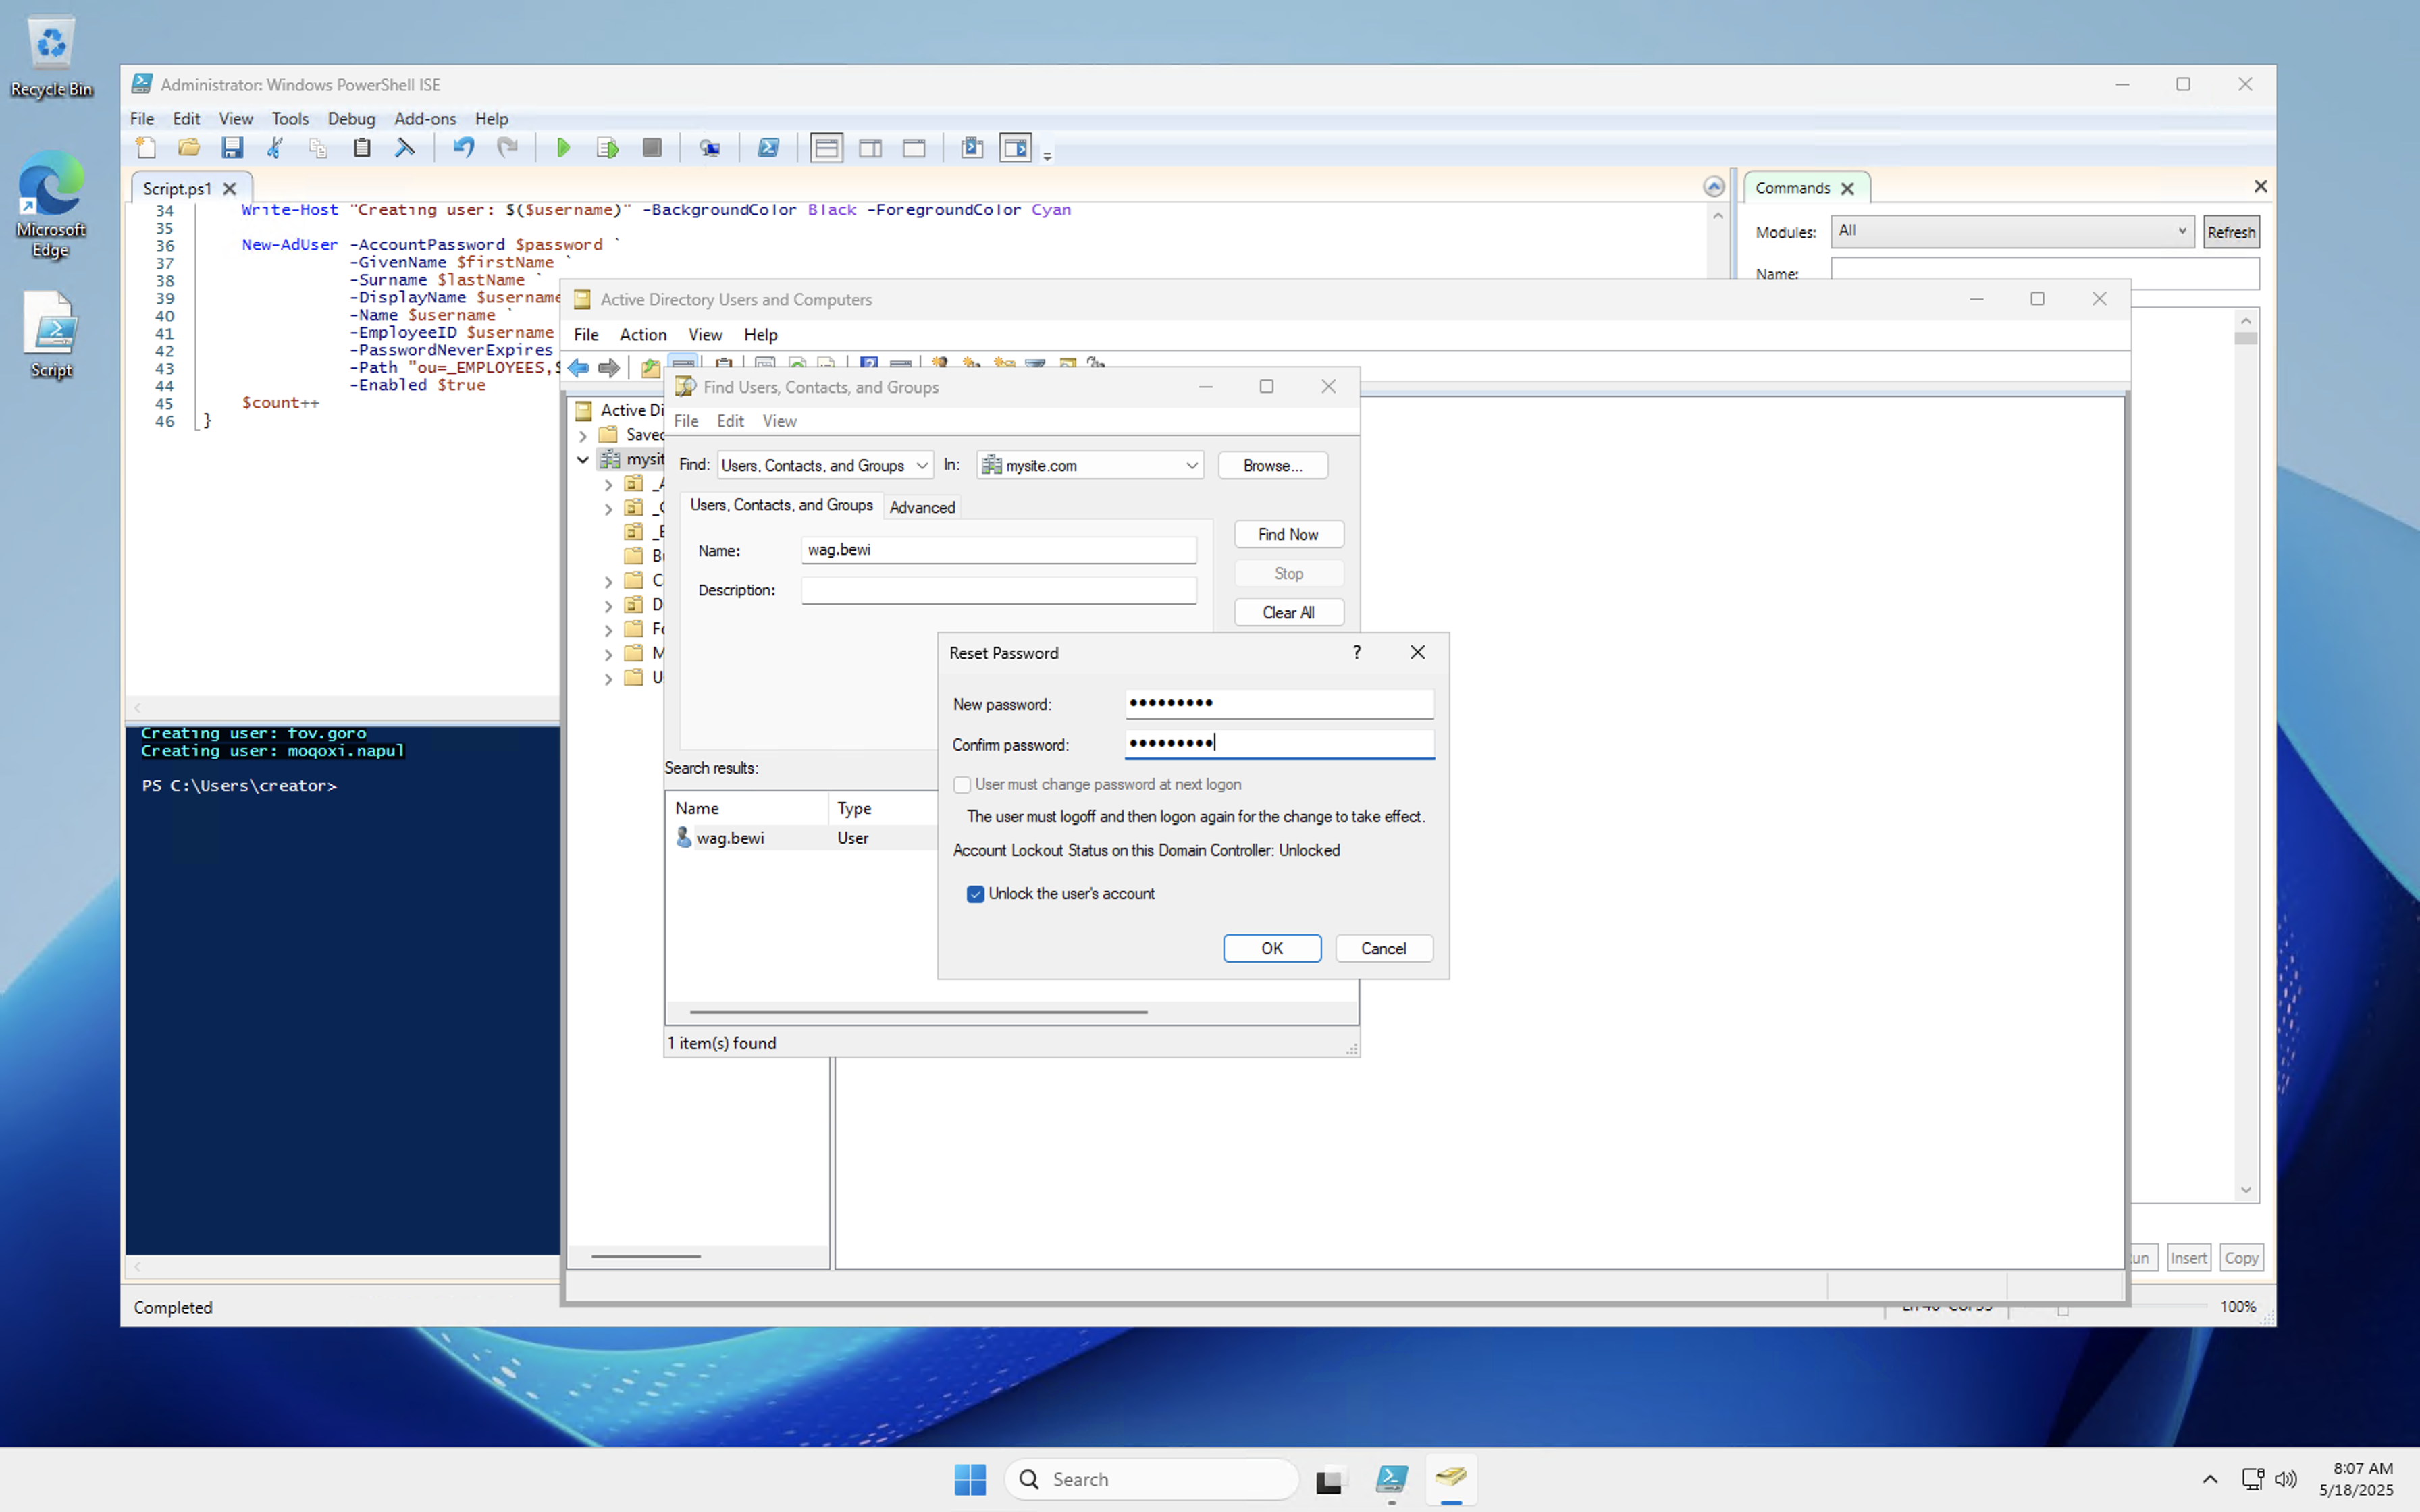 Recycle Bin
Microsoft
Edge
Script
Administrator: Windows PowerShell ISE
File Edit View Tools Debug Add-ons Help
Script.ps1
34 Write-Host "Creating user: $($username)" -BackgroundColor Black -ForegroundColor Cyan
35
36 New-AdUser -AccountPassword $password `
37 -GivenName $firstName `
38 -Surname $lastName `
39 -DisplayName $username
40 -Name $username `
41 -EmployeeID $username
42 -PasswordNeverExpires
43 -Path "ou=_EMPLOYEES,$
44 -Enabled $true
45 $count++
46 }
Creating user: fov.goro
Creating user: moqoxi.napul
PS C:\Users\creator>
Completed
Commands
Modules: All Refresh
Name:
Insert Copy
100%
Active Directory Users and Computers
File Action View Help
Active Di
Saved
mysit
Find Users, Contacts, and Groups
File Edit View
Find: Users, Contacts, and Groups In: mysite.com Browse...
Users, Contacts, and Groups Advanced
Name: wag.bewi
Description:
Find Now
Stop
Clear All
Search results:
Name Type
wag.bewi User
1 item(s) found
Reset Password ?
New password: •••••••••
Confirm password: •••••••••
User must change password at next logon
The user must logoff and then logon again for the change to take effect.
Account Lockout Status on this Domain Controller: Unlocked
Unlock the user's account
OK Cancel
Search
8:07 AM
5/18/2025